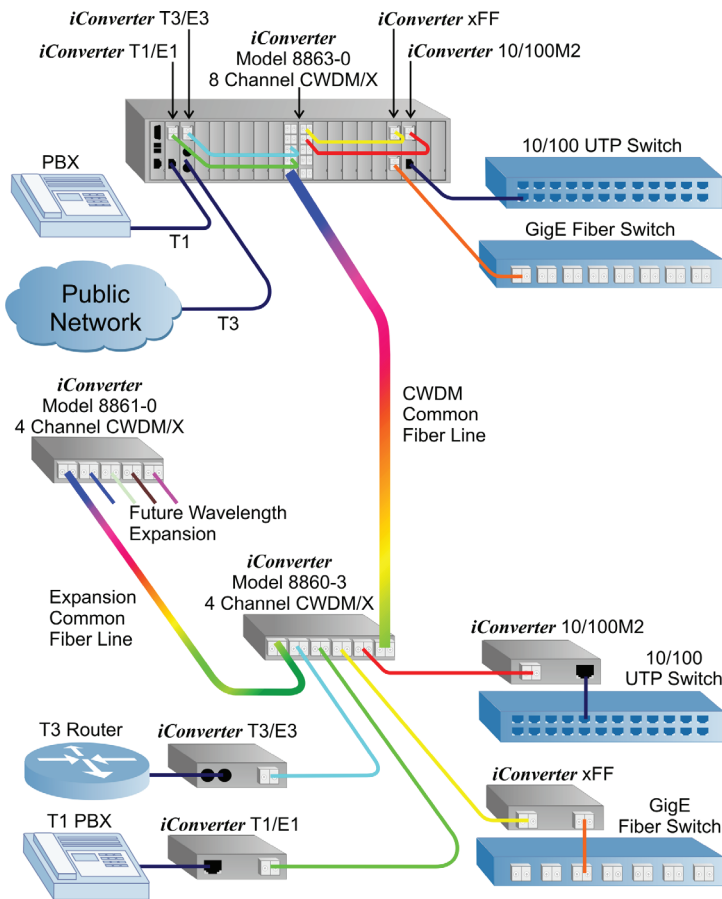 iConverter T3/E3
iConverter T1/E1
iConverter
Model 8863-0
8 Channel CWDM/X
iConverter xFF
iConverter 10/100M2
PBX
T1
Public
Network
T3
10/100 UTP Switch
GigE Fiber Switch
CWDM
Common
Fiber Line
iConverter
Model 8861-0
4 Channel CWDM/X
Future Wavelength
Expansion
Expansion
Common
Fiber Line
iConverter
Model 8860-3
4 Channel CWDM/X
iConverter 10/100M2
10/100
UTP Switch
T3 Router
iConverter T3/E3
iConverter xFF
GigE
Fiber Switch
T1 PBX
iConverter T1/E1